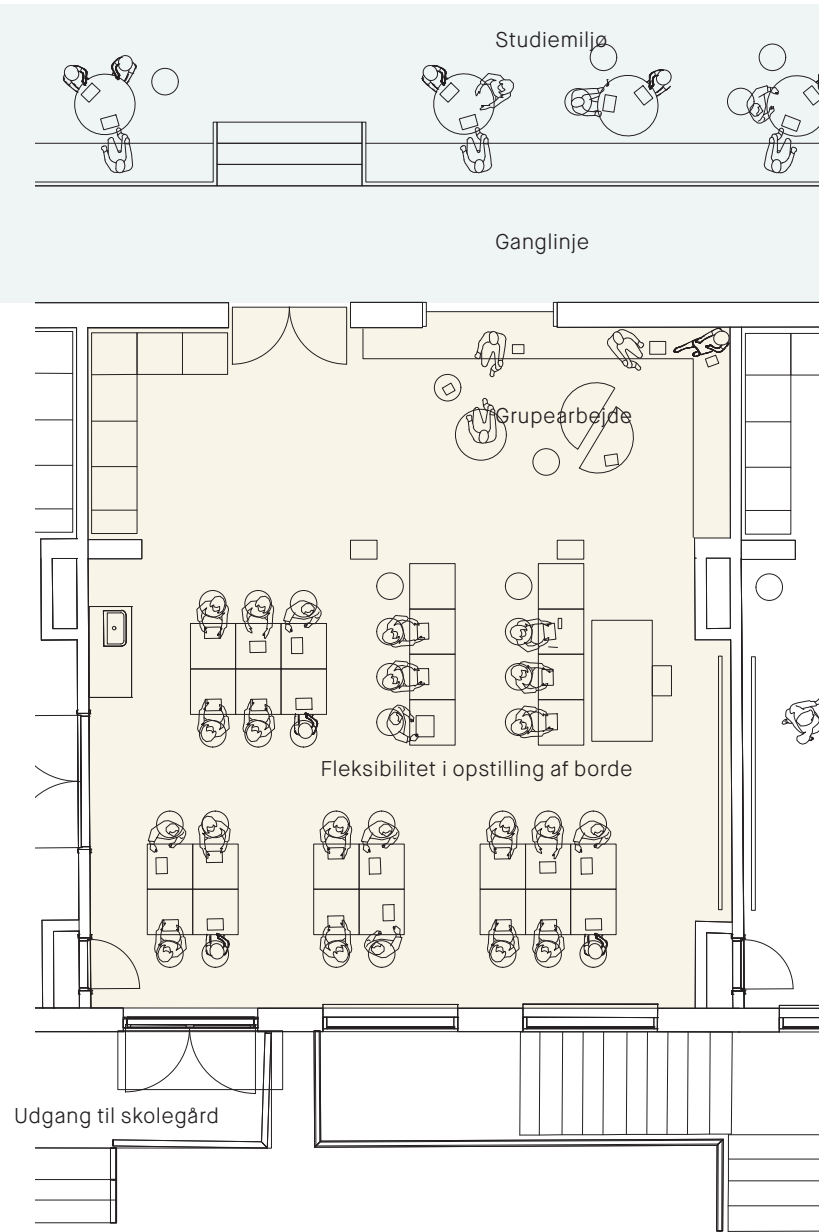 Studiemiljø
Ganglinje
Grupearbejde
Fleksibilitet i opstilling af borde
Udgang til skolegård